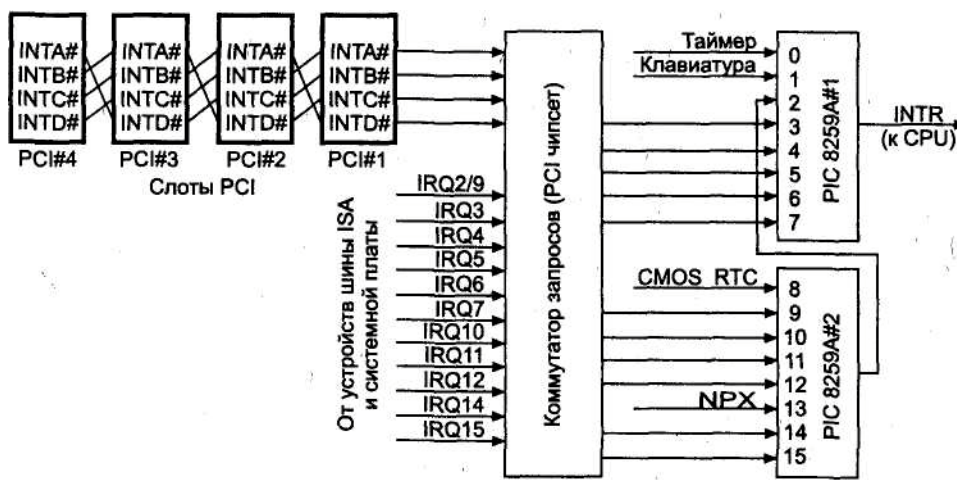 INTA# INTA# INTA# INTA#
INTB# INTB# INTB# INTB#
INTC# INTC# INTC# INTC#
INTD# INTD# INTD# INTD#
PCI#4 PCI#3 PCI#2 PCI#1
Слоты PCI
От устройств шины ISA
и системной платы
IRQ2/9
IRQ3
IRQ4
IRQ5
IRQ6
IRQ7
IRQ10
IRQ11
IRQ12
IRQ14
IRQ15
Коммутатор запросов (PCI чипсет)
Таймер
Клавиатура
0
1
2
3
4
5
6
7
PIC 8259A#1
INTR
(к CPU)
CMOS RTC
NPX
8
9
10
11
12
13
14
15
PIC 8259A#2